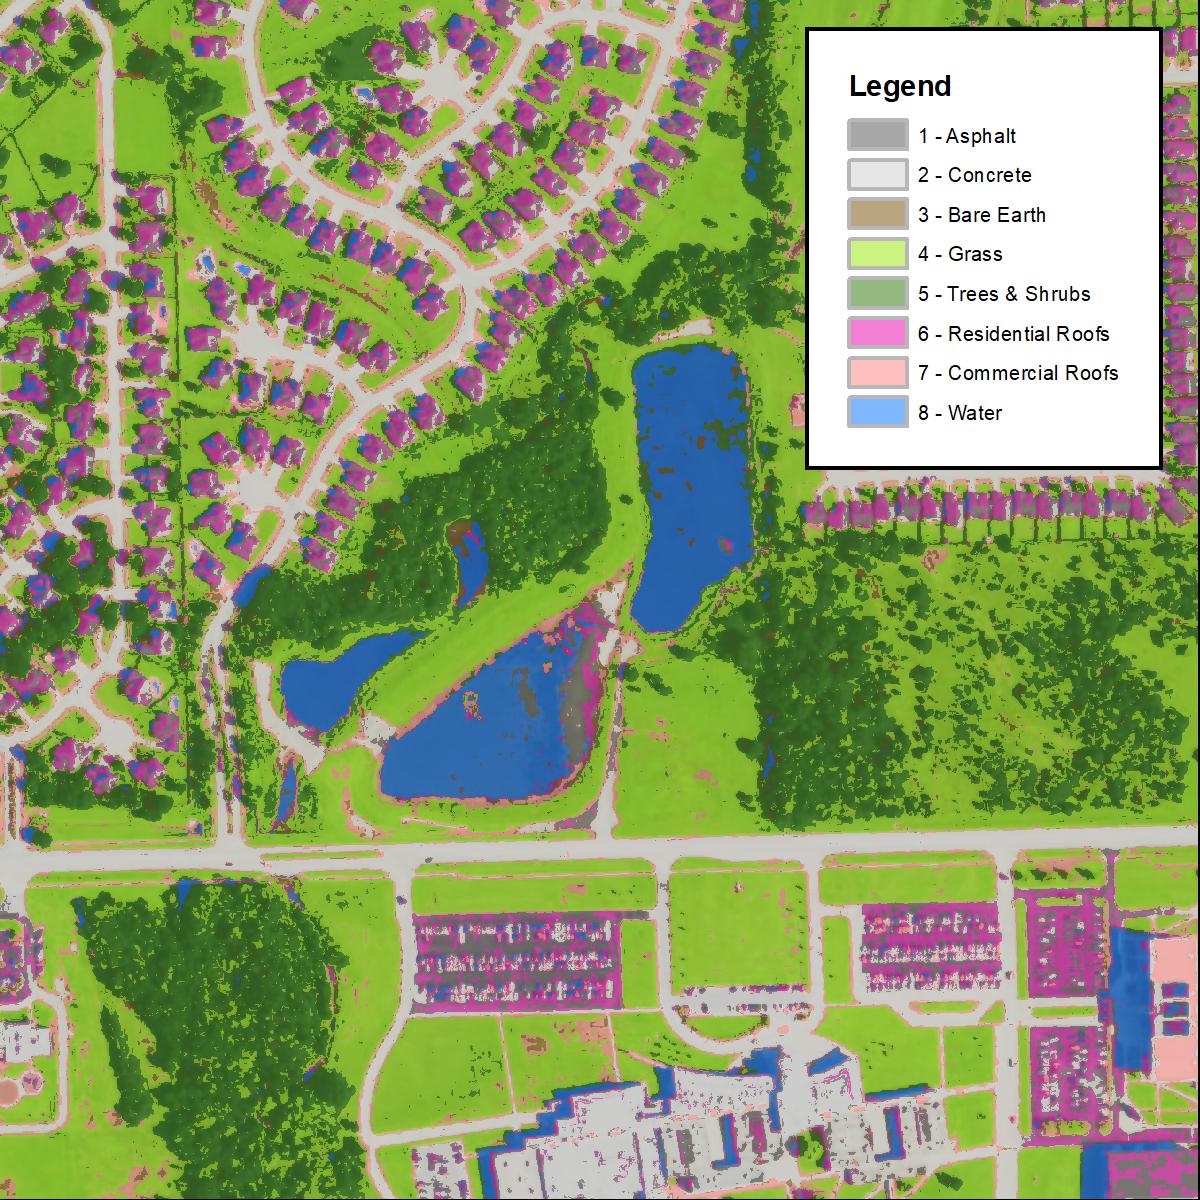 Legend
1 - Asphalt
2 - Concrete
3 - Bare Earth
4 - Grass
5 - Trees & Shrubs
6 - Residential Roofs
7 - Commercial Roofs
8 - Water